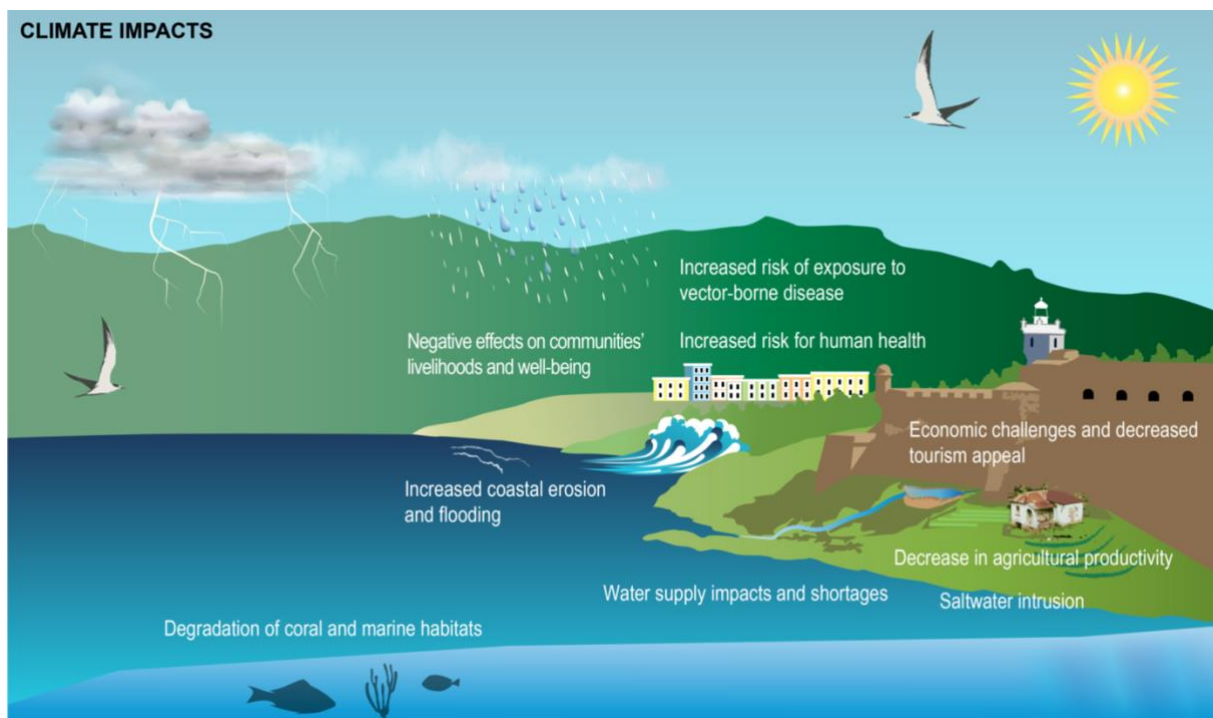 CLIMATE IMPACTS
Increased risk of exposure to
vector-borne disease
Negative effects on communities’
livelihoods and well-being
Increased risk for human health
Economic challenges and decreased
tourism appeal
Increased coastal erosion
and flooding
Decrease in agricultural productivity
Water supply impacts and shortages
Saltwater intrusion
Degradation of coral and marine habitats